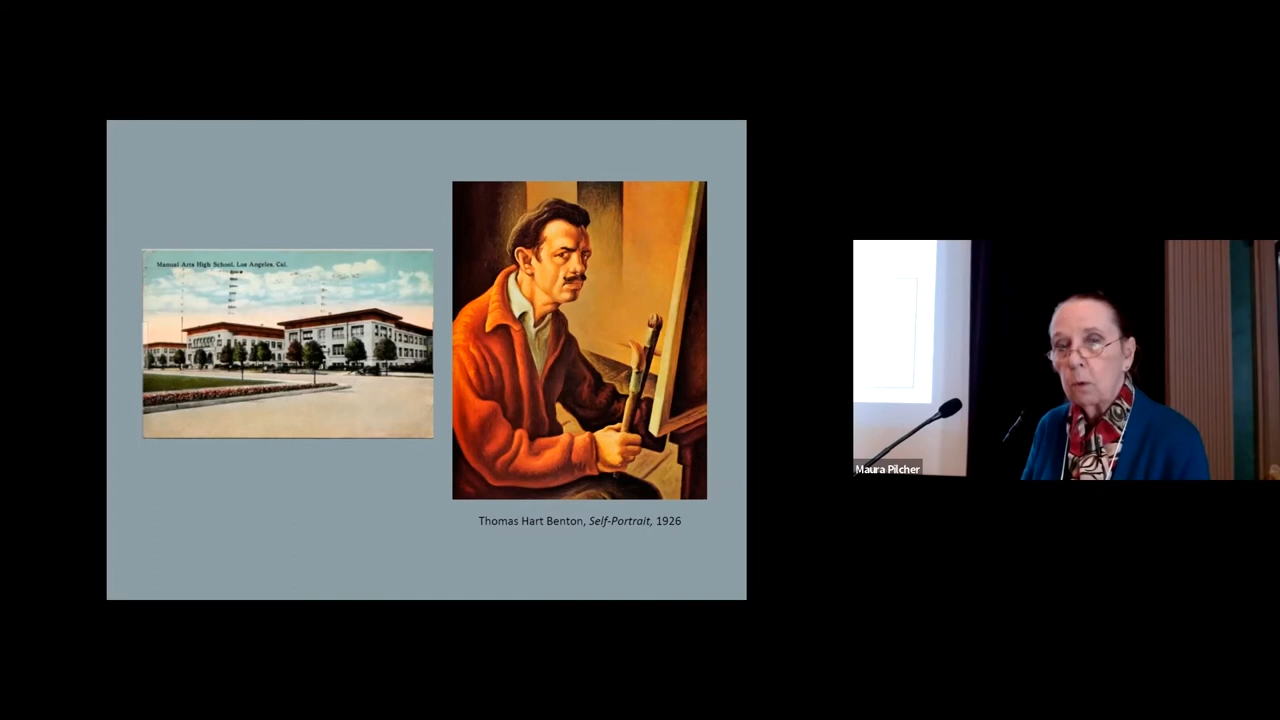 Manual Arts High School, Los Angeles, Cal.
Thomas Hart Benton, Self-Portrait, 1926
Maura Pilcher